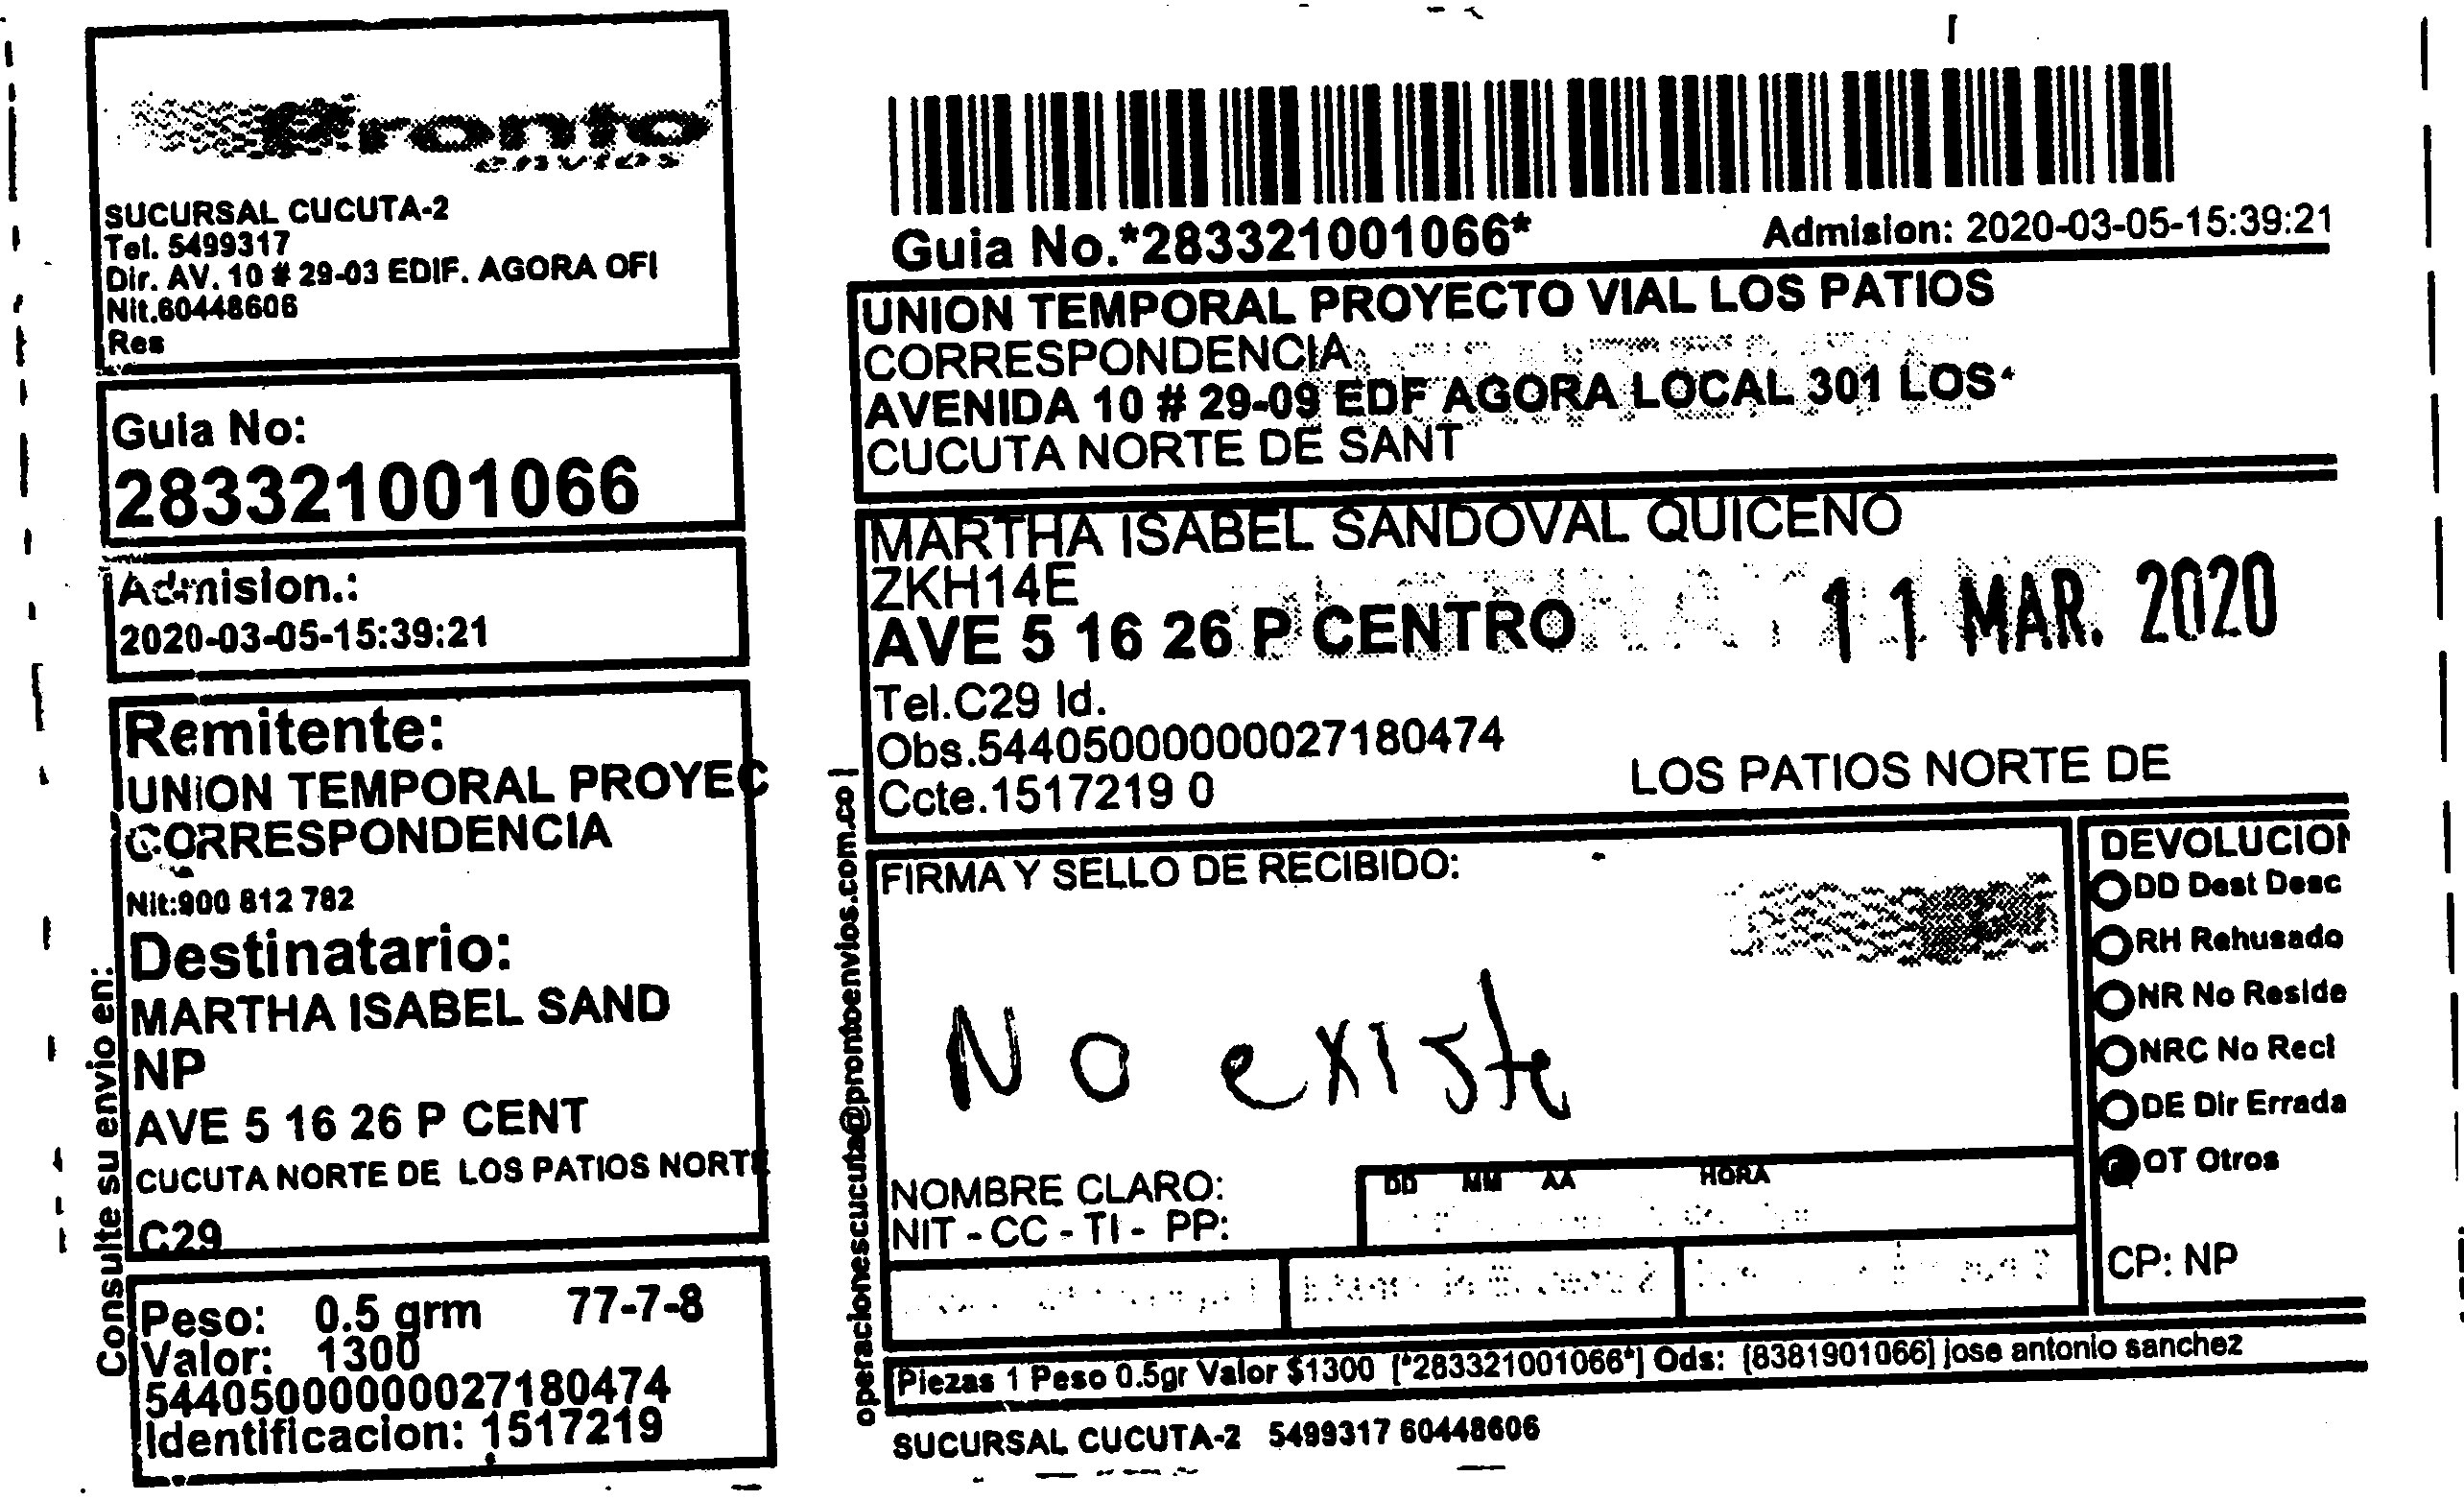 Pronto
envios
SUCURSAL CUCUTA-2
Tel. 5499317
Dir. AV. 10 # 29-03 EDIF. AGORA OFI
Nit.60448606
Res
Guia No:
283321001066
Admision.:
2020-03-05-15:39:21
Remitente:
UNION TEMPORAL PROYEC
CORRESPONDENCIA
Nit:900 812 782
Destinatario:
MARTHA ISABEL SAND
NP
AVE 5 16 26 P CENT
CUCUTA NORTE DE LOS PATIOS NORTE
C29
Peso: 0.5 grm 77-7-8
Valor: 1300
544050000000027180474
Identificacion: 1517219
Consulte su envio en:
operacionescucuta@prontoenvios.com.co |
Guia No.*283321001066*
Admision: 2020-03-05-15:39:21
UNION TEMPORAL PROYECTO VIAL LOS PATIOS
CORRESPONDENCIA
AVENIDA 10 # 29-09 EDF AGORA LOCAL 301 LOS
CUCUTA NORTE DE SANT
MARTHA ISABEL SANDOVAL QUICENO
ZKH14E
AVE 5 16 26 P CENTRO
11 MAR. 2020
Tel.C29 Id.
Obs.544050000000027180474
Ccte.1517219 0
LOS PATIOS NORTE DE
FIRMA Y SELLO DE RECIBIDO:
No existe
NOMBRE CLARO:
NIT - CC - TI - PP:
DD MM AA HORA
DEVOLUCION
DD Dest Desc
RH Rehusado
NR No Reside
NRC No Recl
DE Dir Errada
OT Otros
CP: NP
Piezas 1 Peso 0.5gr Valor $1300 [*283321001066*] Ods: [8381901066] jose antonio sanchez
SUCURSAL CUCUTA-2 5499317 60448606